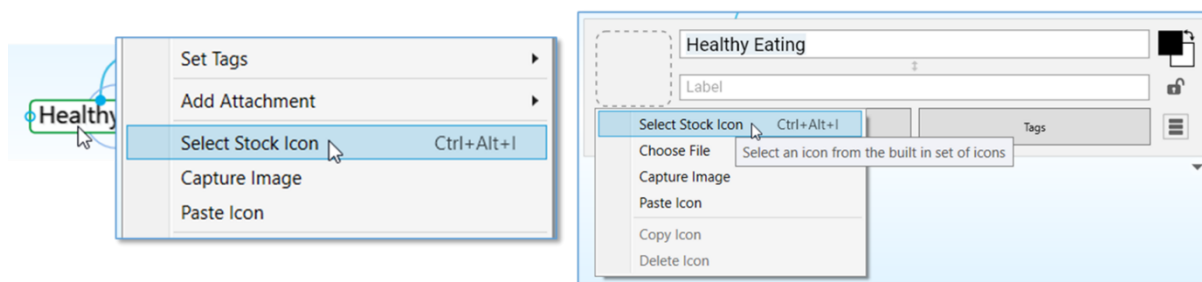 Healthy
Set Tags
Add Attachment
Select Stock Icon Ctrl+Alt+I
Capture Image
Paste Icon
Healthy Eating
Label
Tags
Select Stock Icon Ctrl+Alt+I
Select an icon from the built in set of icons
Choose File
Capture Image
Paste Icon
Copy Icon
Delete Icon